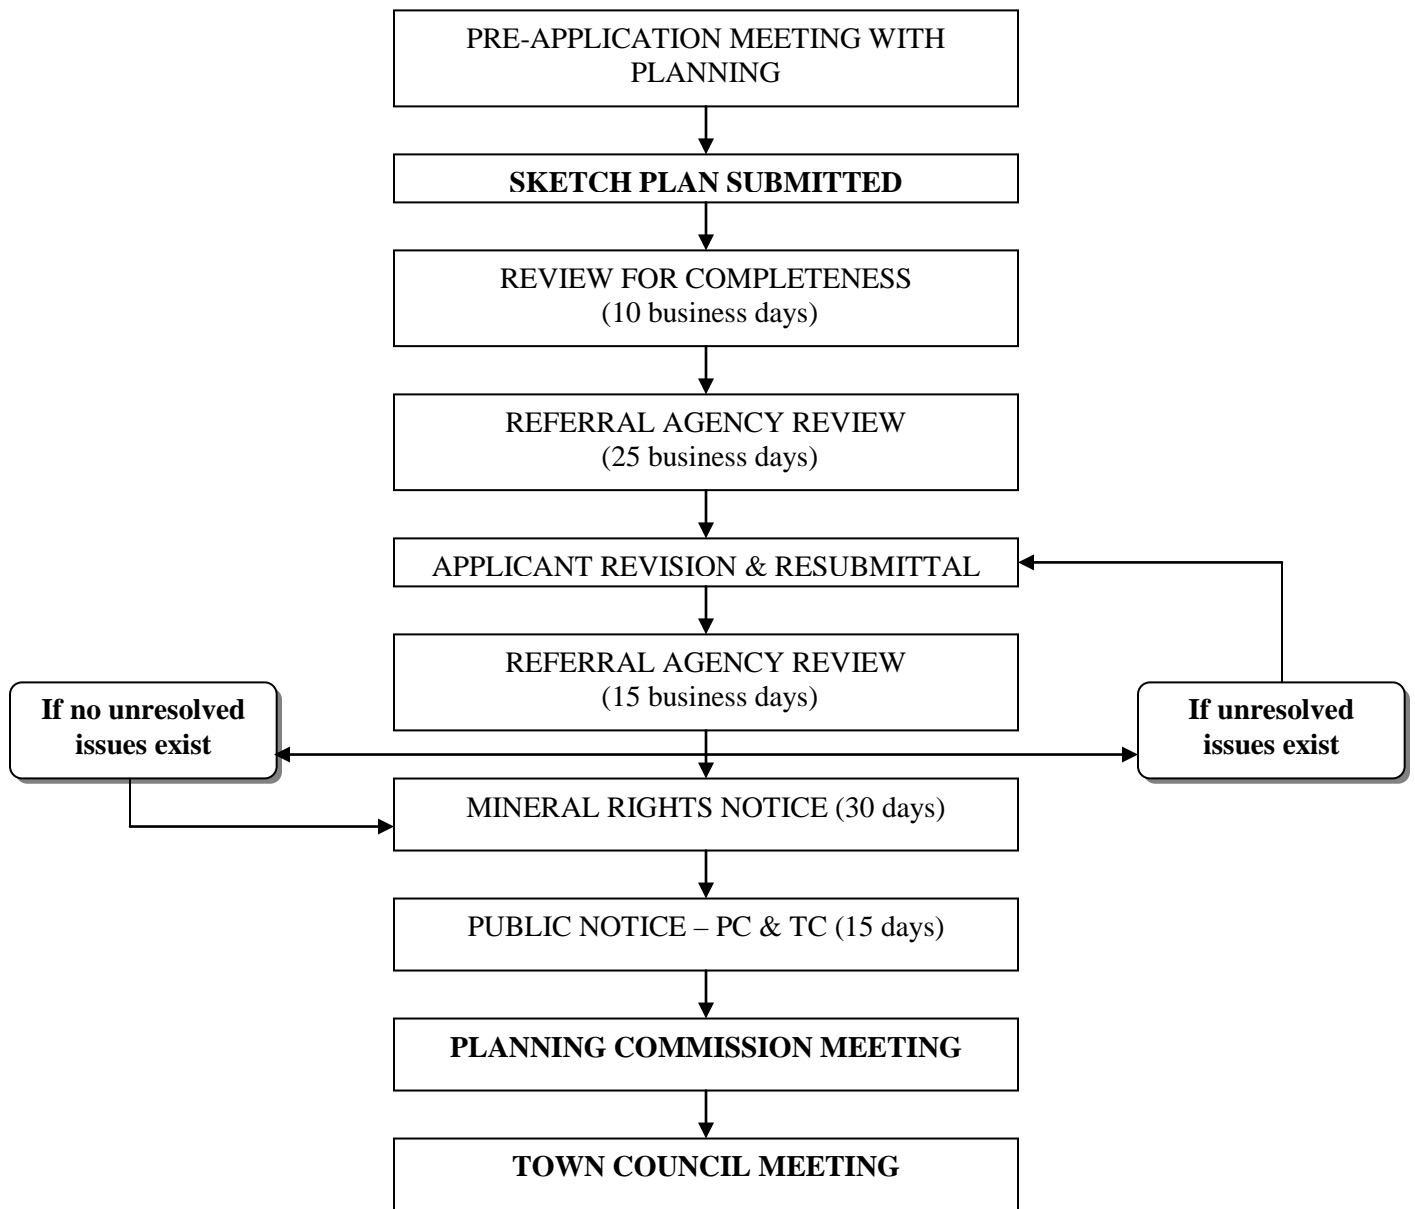 PRE-APPLICATION MEETING WITH
PLANNING
SKETCH PLAN SUBMITTED
REVIEW FOR COMPLETENESS
(10 business days)
REFERRAL AGENCY REVIEW
(25 business days)
APPLICANT REVISION & RESUBMITTAL
REFERRAL AGENCY REVIEW
(15 business days)
If no unresolved
issues exist
If unresolved
issues exist
MINERAL RIGHTS NOTICE (30 days)
PUBLIC NOTICE – PC & TC (15 days)
PLANNING COMMISSION MEETING
TOWN COUNCIL MEETING